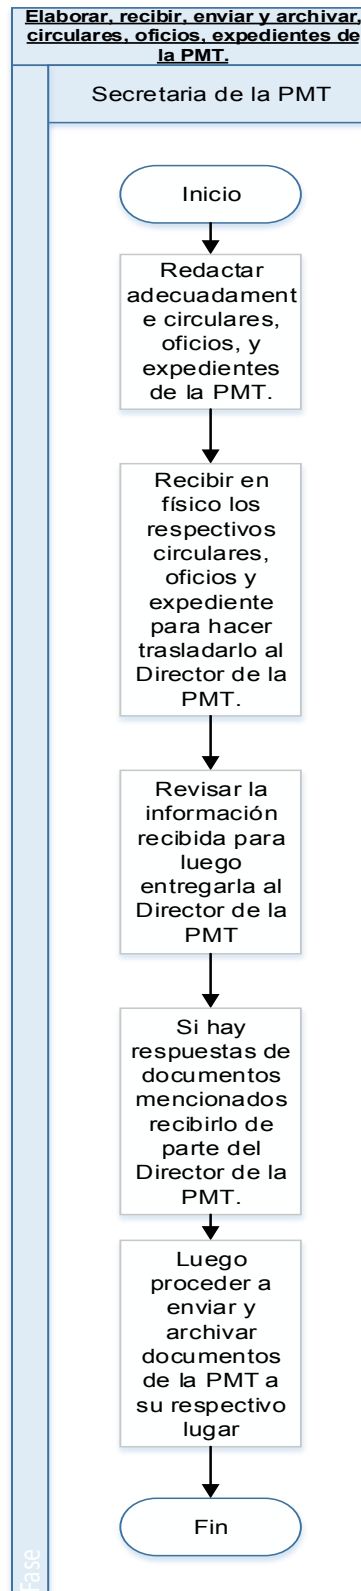 Elaborar, recibir, enviar y archivar,
circulares, oficios, expedientes de
la PMT.
Secretaria de la PMT
Inicio
Redactar
adecuadament
e circulares,
oficios, y
expedientes
de la PMT.
Recibir en
físico los
respectivos
circulares,
oficios y
expediente
para hacer
trasladarlo al
Director de la
PMT.
Revisar la
información
recibida para
luego
entregarla al
Director de la
PMT
Si hay
respuestas de
documentos
mencionados
recibirlo de
parte del
Director de la
PMT.
Luego
proceder a
enviar y
archivar
documentos
de la PMT a
su respectivo
lugar
Fin
Fase